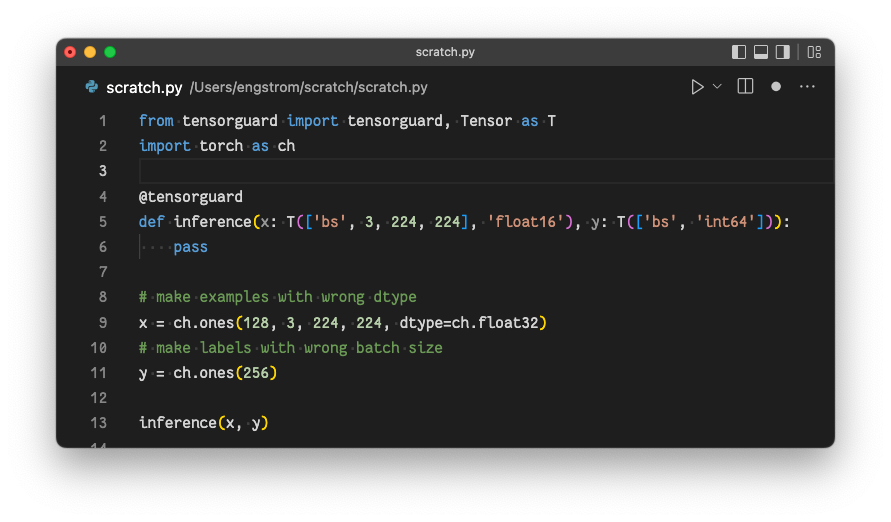 scratch.py
scratch.py /Users/engstrom/scratch/scratch.py
1 from tensorguard import tensorguard, Tensor as T
2 import torch as ch
3
4 @tensorguard
5 def inference(x: T(['bs', 3, 224, 224], 'float16'), y: T(['bs', 'int64'])):
6 ····pass
7
8 # make examples with wrong dtype
9 x = ch.ones(128, 3, 224, 224, dtype=ch.float32)
10 # make labels with wrong batch size
11 y = ch.ones(256)
12
13 inference(x, y)
14